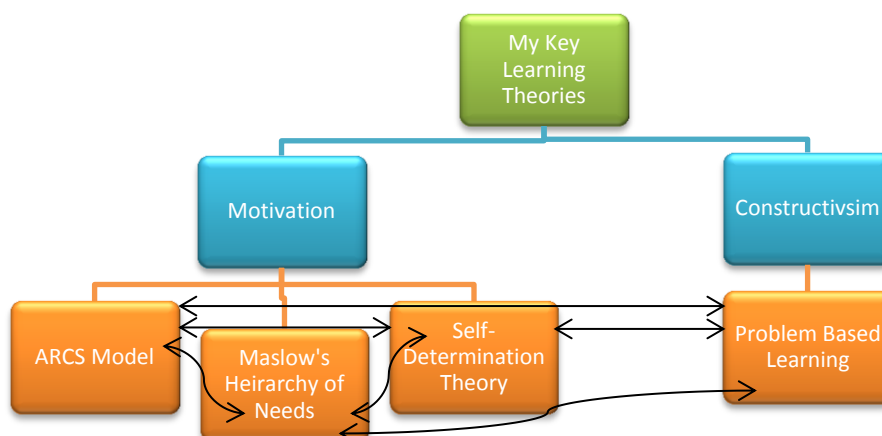 My Key
Learning
Theories
Motivation
Constructivsim
ARCS Model
Maslow's
Heirarchy of
Needs
Self-
Determination
Theory
Problem Based
Learning